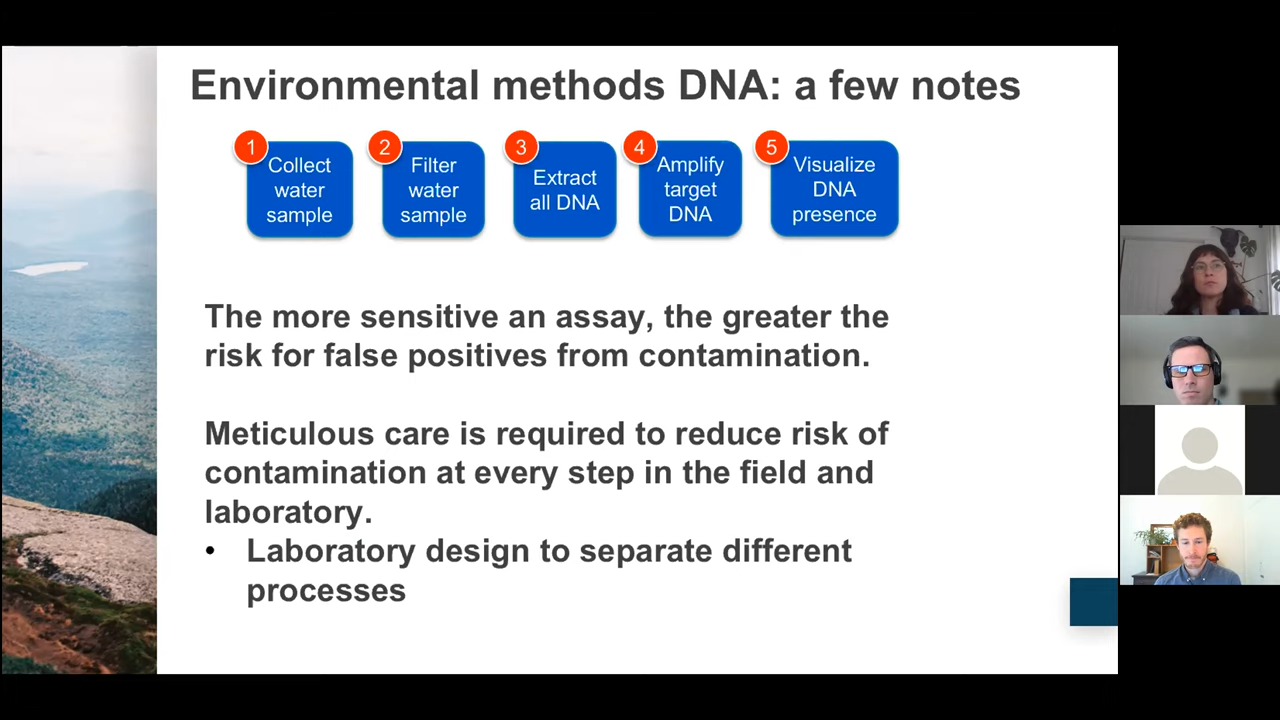 Environmental methods DNA: a few notes
1
Collect
water
sample
2
Filter
water
sample
3
Extract
all DNA
4
Amplify
target
DNA
5
Visualize
DNA
presence
The more sensitive an assay, the greater the
risk for false positives from contamination.
Meticulous care is required to reduce risk of
contamination at every step in the field and
laboratory.
• Laboratory design to separate different
processes